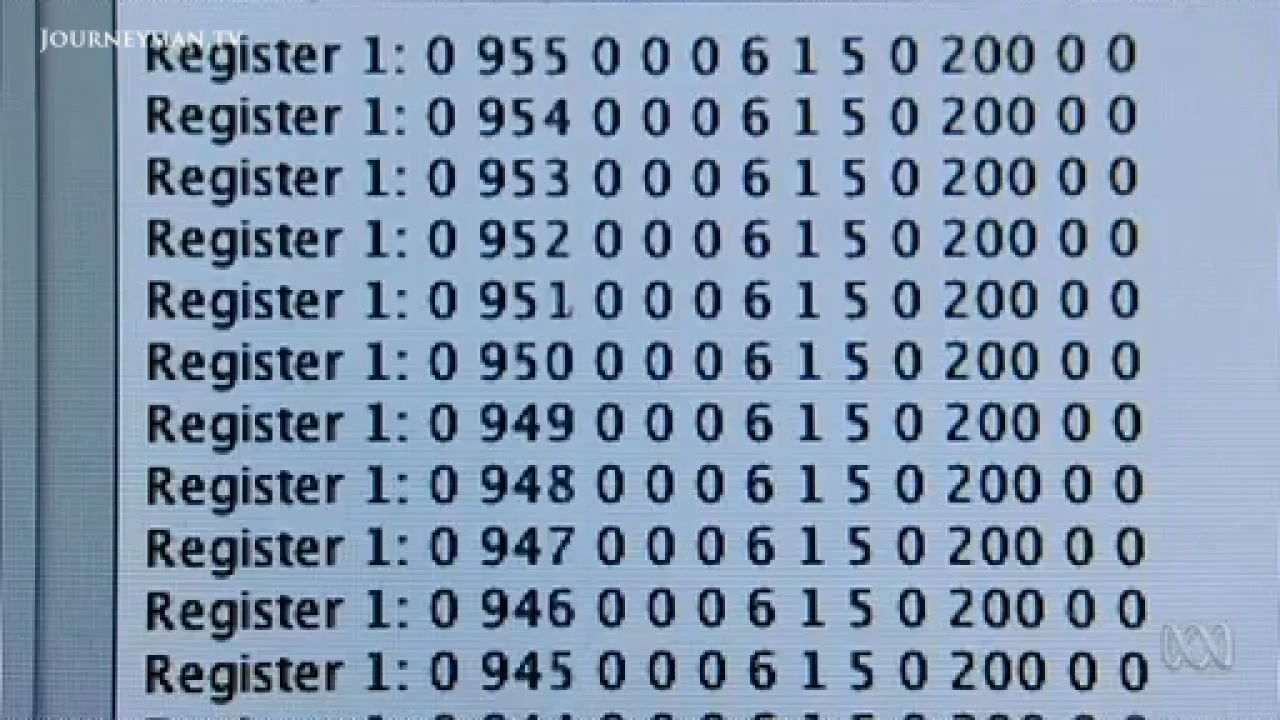 JOURNEYMAN.TV
Register 1: 0 955 0 0 0 6 1 5 0 200 0 0
Register 1: 0 954 0 0 0 6 1 5 0 200 0 0
Register 1: 0 953 0 0 0 6 1 5 0 200 0 0
Register 1: 0 952 0 0 0 6 1 5 0 200 0 0
Register 1: 0 951 0 0 0 6 1 5 0 200 0 0
Register 1: 0 950 0 0 0 6 1 5 0 200 0 0
Register 1: 0 949 0 0 0 6 1 5 0 200 0 0
Register 1: 0 948 0 0 0 6 1 5 0 200 0 0
Register 1: 0 947 0 0 0 6 1 5 0 200 0 0
Register 1: 0 946 0 0 0 6 1 5 0 200 0 0
Register 1: 0 945 0 0 0 6 1 5 0 200 0 0